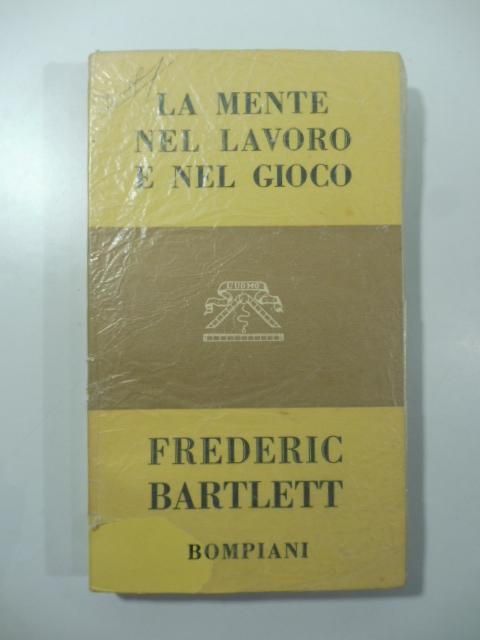 LA MENTE
NEL LAVORO
E NEL GIOCO
L'UOMO
FREDERIC
BARTLETT
BOMPIANI